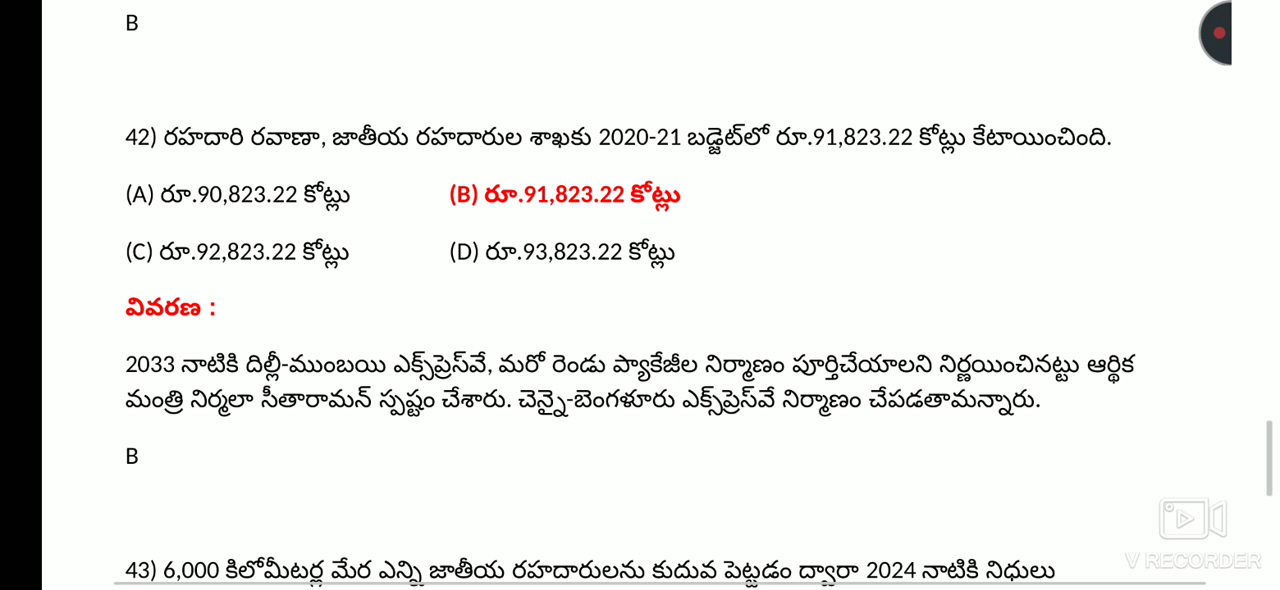 B
42) రహదారి రవాణా, జాతీయ రహదారుల శాఖకు 2020-21 బడ్జెట్‌లో రూ.91,823.22 కోట్లు కేటాయించింది.
(A) రూ.90,823.22 కోట్లు (B) రూ.91,823.22 కోట్లు
(C) రూ.92,823.22 కోట్లు (D) రూ.93,823.22 కోట్లు
వివరణ :
2033 నాటికి దిల్లీ-ముంబయి ఎక్స్‌ప్రెస్‌వే, మరో రెండు ప్యాకేజీల నిర్మాణం పూర్తిచేయాలని నిర్ణయించినట్టు ఆర్థిక
మంత్రి నిర్మలా సీతారామన్ స్పష్టం చేశారు. చెన్నై-బెంగళూరు ఎక్స్‌ప్రెస్‌వే నిర్మాణం చేపడతామన్నారు.
B
43) 6,000 కిలోమీటర్ల మేర ఎన్ని జాతీయ రహదారులను కుదువ పెట్టడం ద్వారా 2024 నాటికి నిధులు
V RECORDER